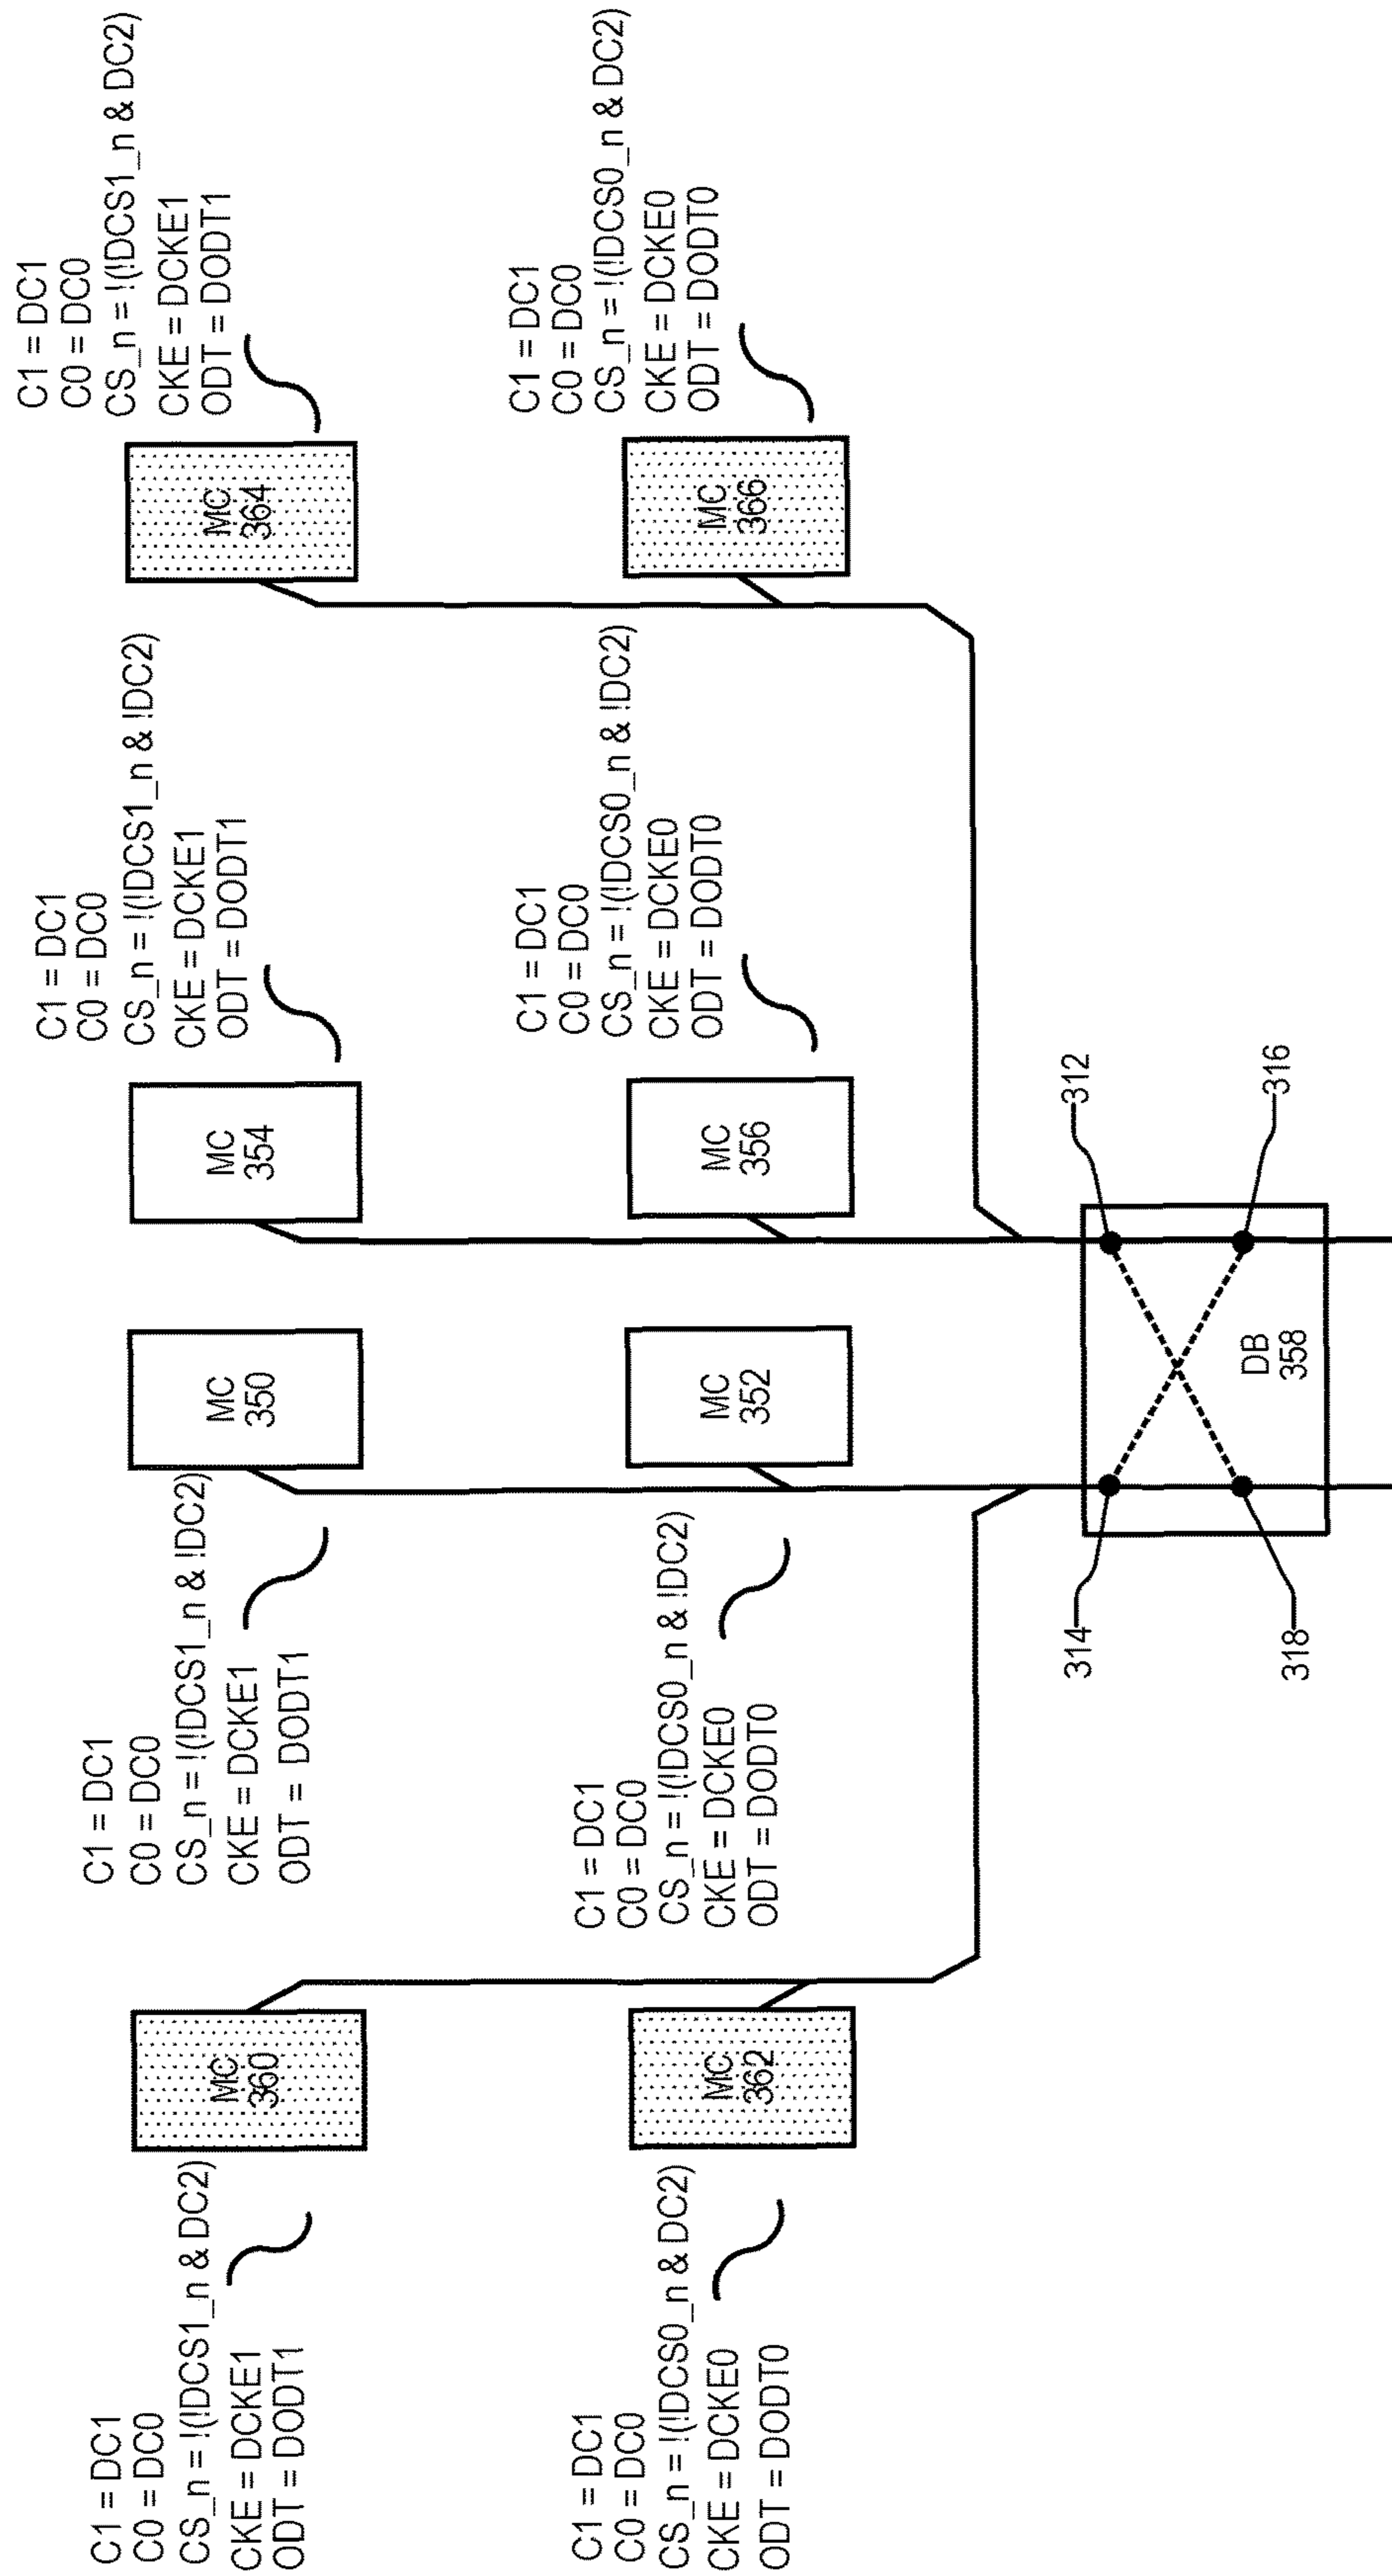 C1 = DC1
C0 = DC0
CS_n = !(!DCS1_n & DC2)
CKE = DCKE1
ODT = DODT1
MC
360
C1 = DC1
C0 = DC0
CS_n = !(!DCS1_n & !DC2)
CKE = DCKE1
ODT = DODT1
MC
350
MC
354
C1 = DC1
C0 = DC0
CS_n = !(!DCS1_n & !DC2)
CKE = DCKE1
ODT = DODT1
MC
364
C1 = DC1
C0 = DC0
CS_n = !(!DCS1_n & DC2)
CKE = DCKE1
ODT = DODT1
C1 = DC1
C0 = DC0
CS_n = !(!DCS0_n & DC2)
CKE = DCKE0
ODT = DODT0
MC
362
C1 = DC1
C0 = DC0
CS_n = !(!DCS0_n & !DC2)
CKE = DCKE0
ODT = DODT0
MC
352
MC
356
C1 = DC1
C0 = DC0
CS_n = !(!DCS0_n & !DC2)
CKE = DCKE0
ODT = DODT0
MC
366
C1 = DC1
C0 = DC0
CS_n = !(!DCS0_n & DC2)
CKE = DCKE0
ODT = DODT0
314
312
DB
358
318
316